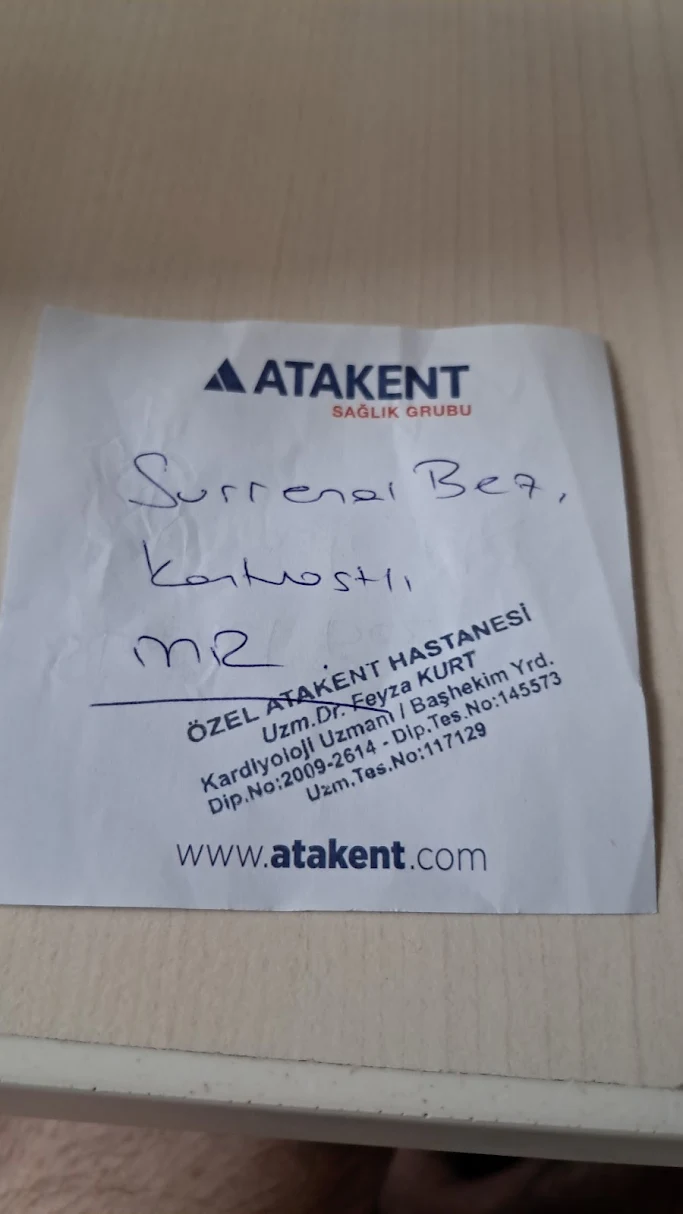 ATAKENT
SAĞLIK GRUBU
Surrenal Bez,
Kontrastlı
MR
ÖZEL ATAKENT HASTANESİ
Uzm.Dr. Feyza KURT
Kardiyoloji Uzmanı / Başhekim Yrd.
Dip.No:2009-2614 - Dip.Tes.No:145573
Uzm.Tes.No:117129
www.atakent.com